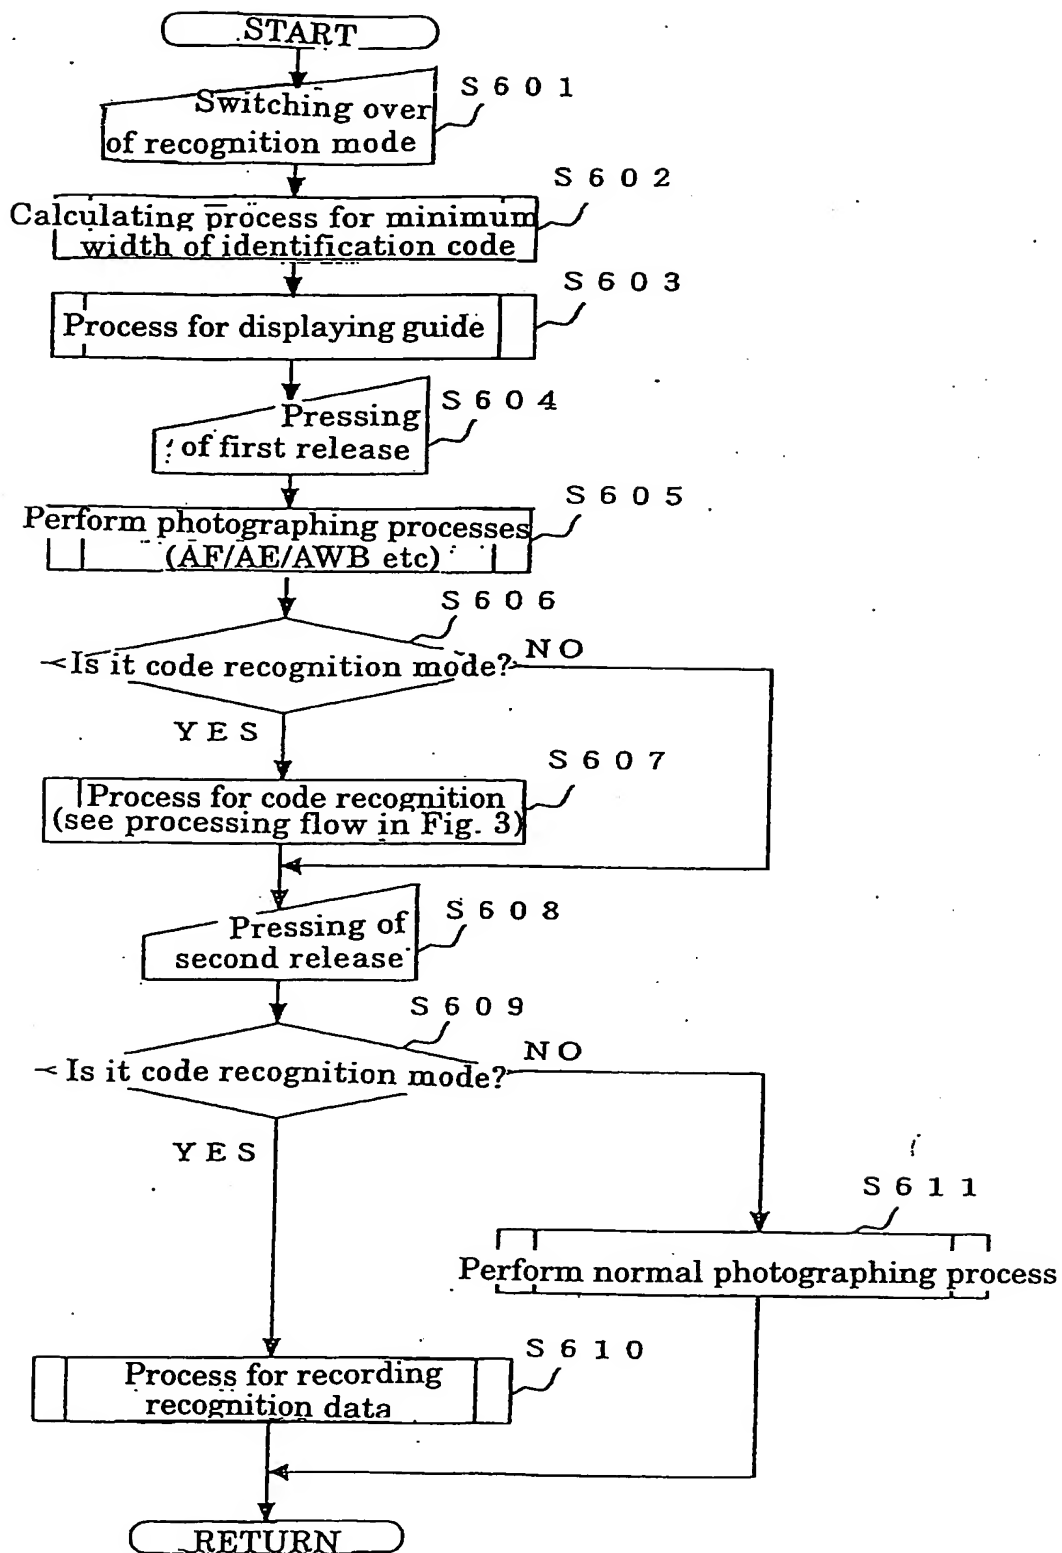 START
S601
Switching over
of recognition mode
S602
Calculating process for minimum
width of identification code
S603
Process for displaying guide
S604
Pressing
of first release
S605
Perform photographing processes
(AF/AE/AWB etc)
S606
Is it code recognition mode?
NO
YES
S607
Process for code recognition
(see processing flow in Fig. 3)
S608
Pressing of
second release
S609
Is it code recognition mode?
NO
YES
S611
Perform normal photographing process
S610
Process for recording
recognition data
RETURN